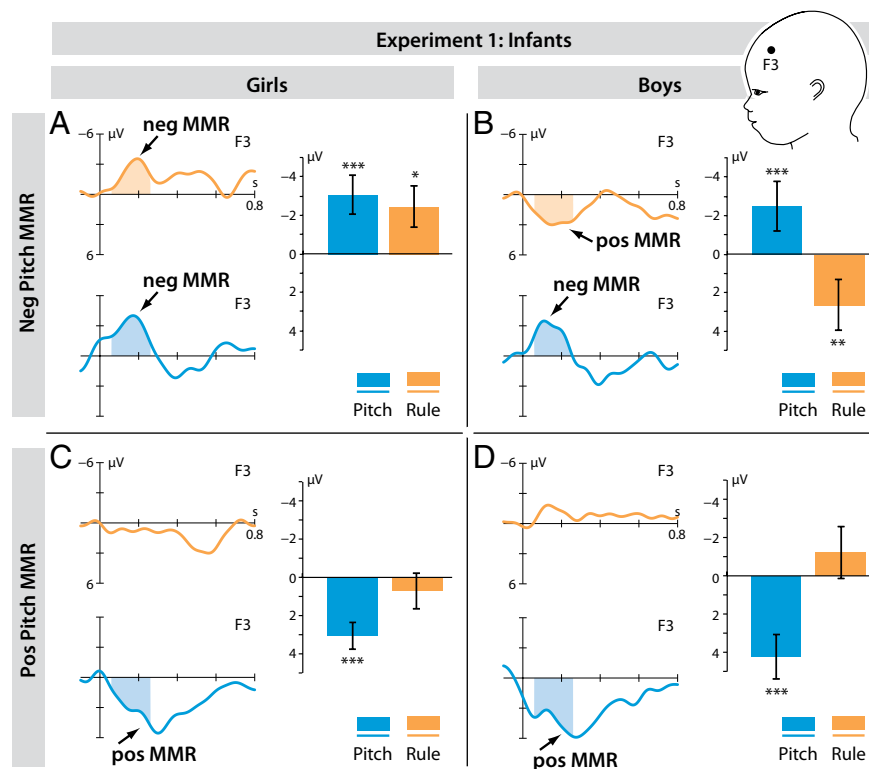 Experiment 1: Infants
F3
Girls
Boys
Neg Pitch MMR
A
−6
μV
neg MMR
F3
s
0.8
6
neg MMR
F3
μV
−4
−2
0
2
4
***
*
Pitch
Rule
B
−6
μV
F3
s
0.8
pos MMR
6
neg MMR
F3
μV
−4
−2
0
2
4
***
**
Pitch
Rule
Pos Pitch MMR
C
−6
μV
F3
s
0.8
6
F3
pos MMR
μV
−4
−2
0
2
4
***
Pitch
Rule
D
−6
μV
F3
s
0.8
6
F3
pos MMR
μV
−4
−2
0
2
4
***
Pitch
Rule